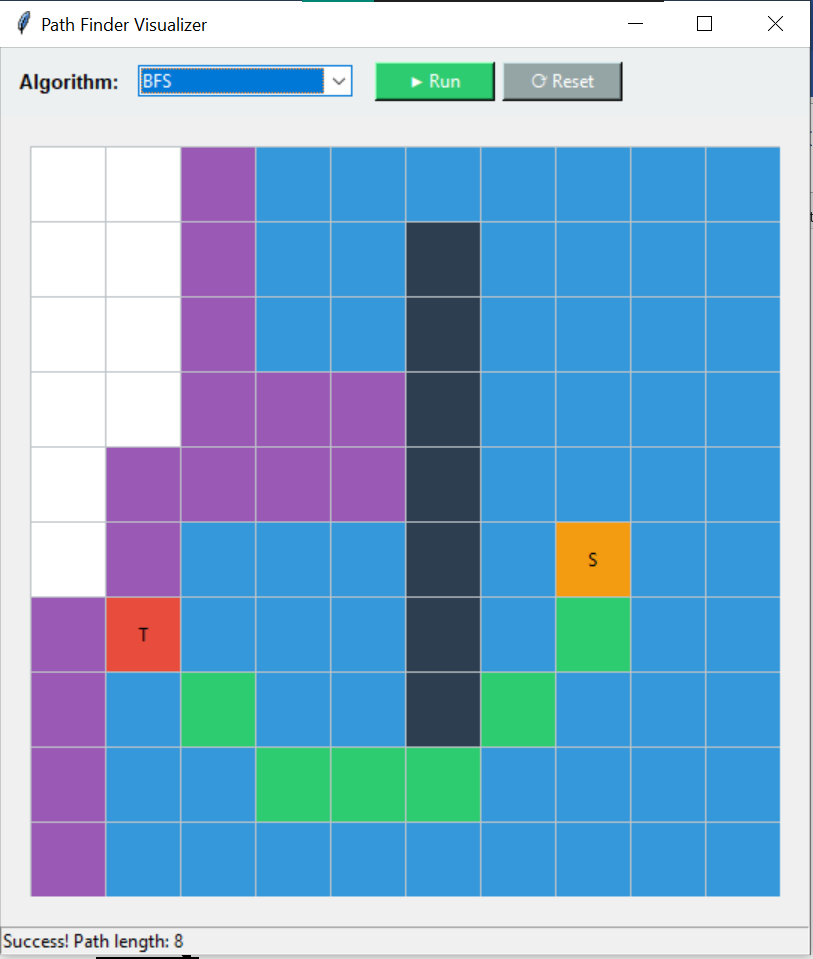 Path Finder Visualizer
Algorithm: BFS ► Run ⟳ Reset
S
T
Success! Path length: 8